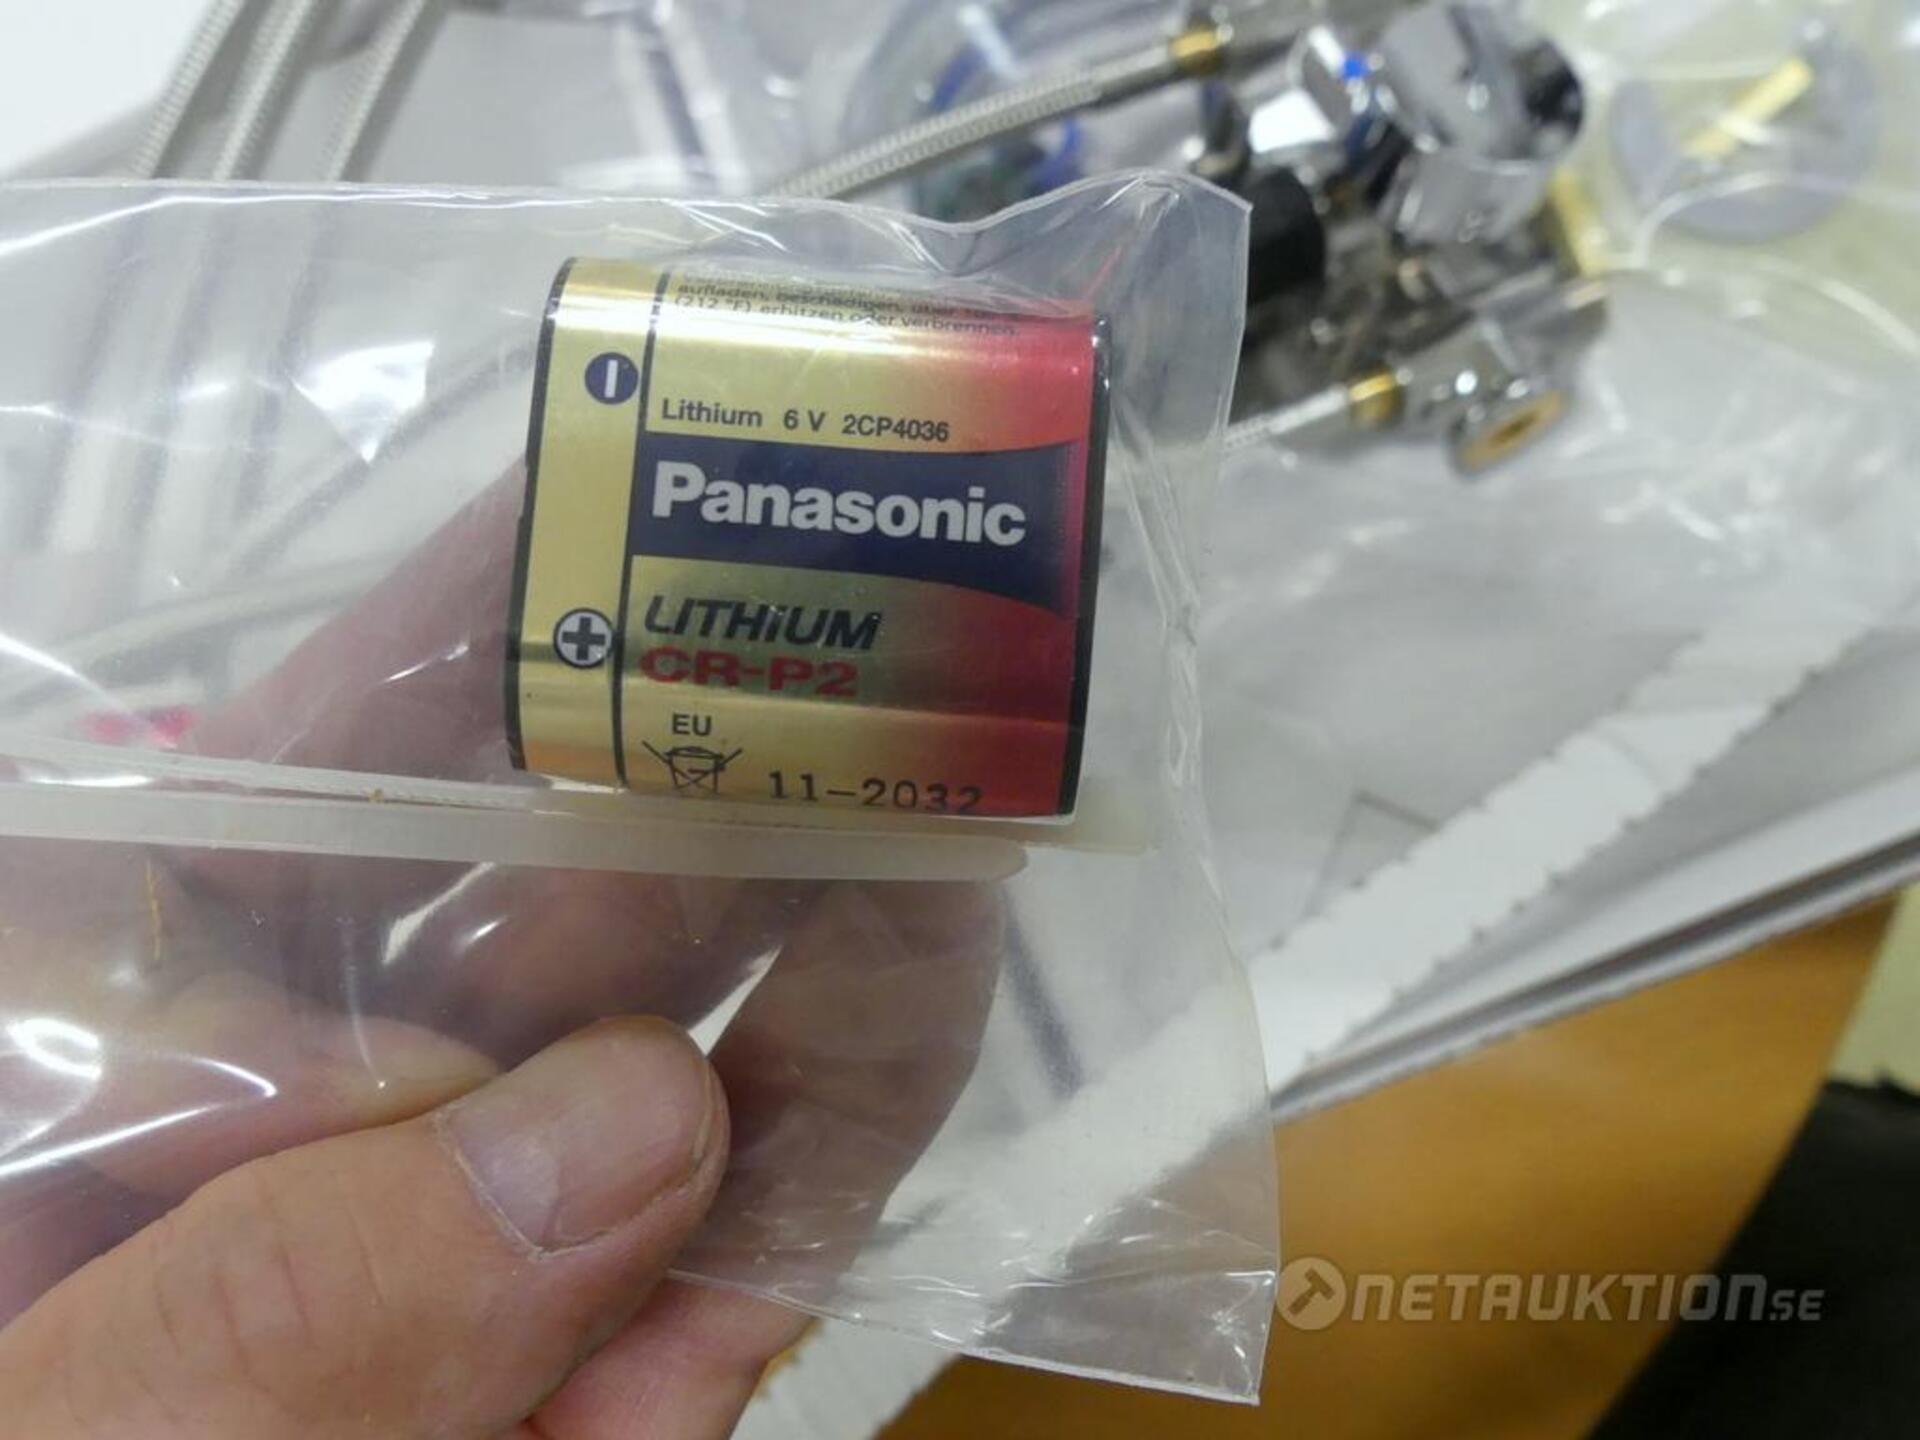 aufladen, beschädigen, über 100 °C
(212 °F) erhitzen oder verbrennen.
Lithium 6 V 2CP4036
Panasonic
LITHIUM
CR-P2
EU
11-2032
NETAUKTION.SE